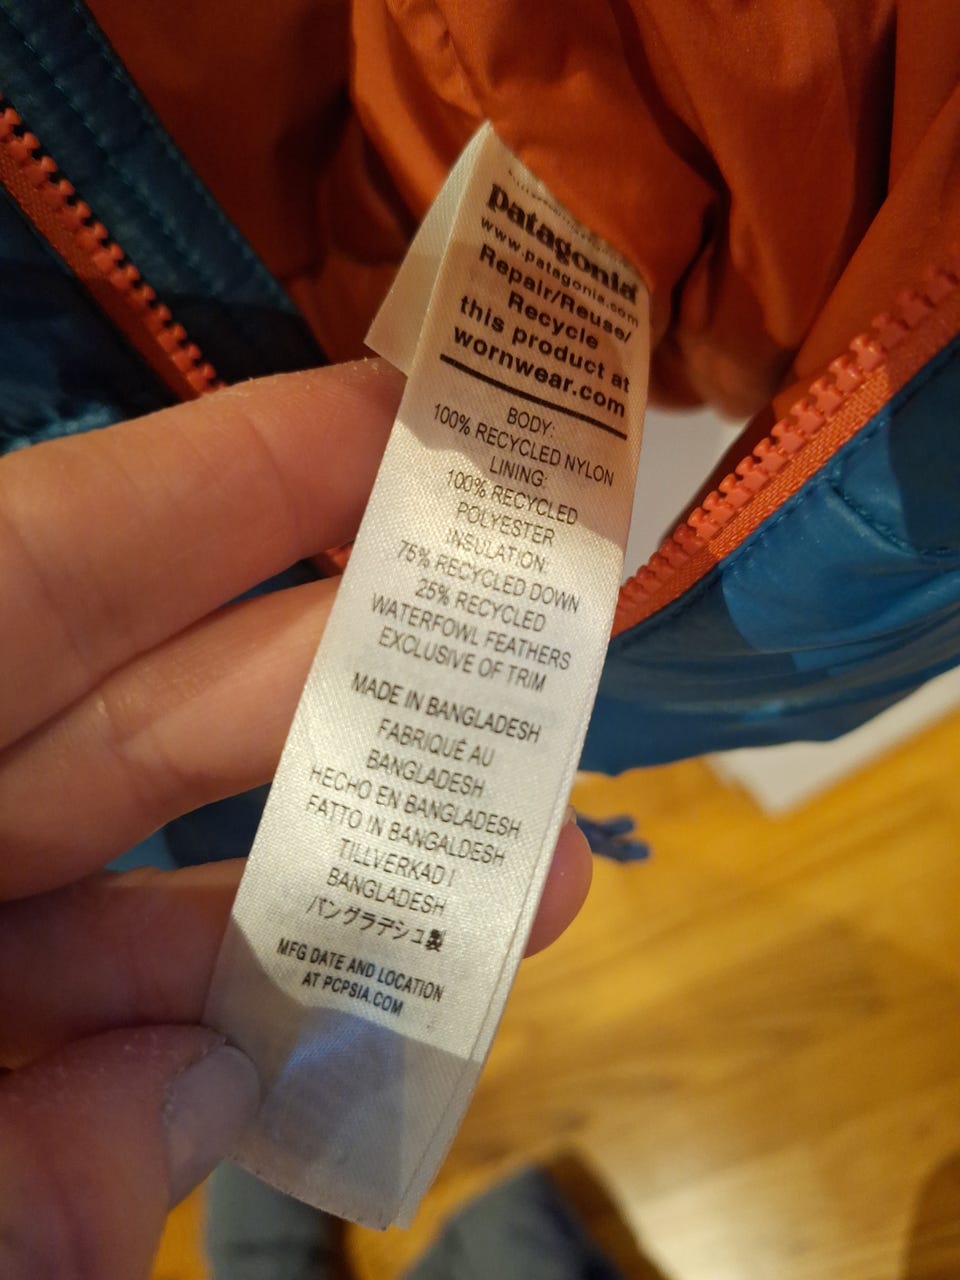 patagonia
www.patagonia.com
Repair/Reuse/
Recycle
this product at
wornwear.com
BODY:
100% RECYCLED NYLON
LINING:
100% RECYCLED
POLYESTER
INSULATION:
75% RECYCLED DOWN
25% RECYCLED
WATERFOWL FEATHERS
EXCLUSIVE OF TRIM
MADE IN BANGLADESH
FABRIQUÉ AU
BANGLADESH
HECHO EN BANGLADESH
FATTO IN BANGALDESH
TILLVERKAD I
BANGLADESH
バングラデシュ製
MFG DATE AND LOCATION
AT PCPSIA.COM